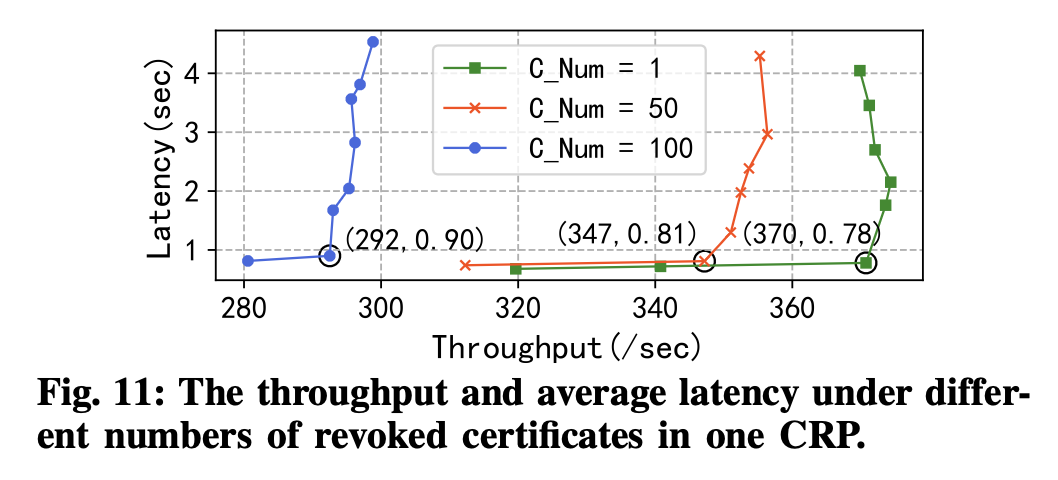 4
3
2
1
Latency(sec)
C_Num = 1
C_Num = 50
C_Num = 100
(292,0.90)
(347,0.81)
(370,0.78)
280
300
320
340
360
Throughput(/sec)
Fig. 11: The throughput and average latency under differ-
ent numbers of revoked certificates in one CRP.